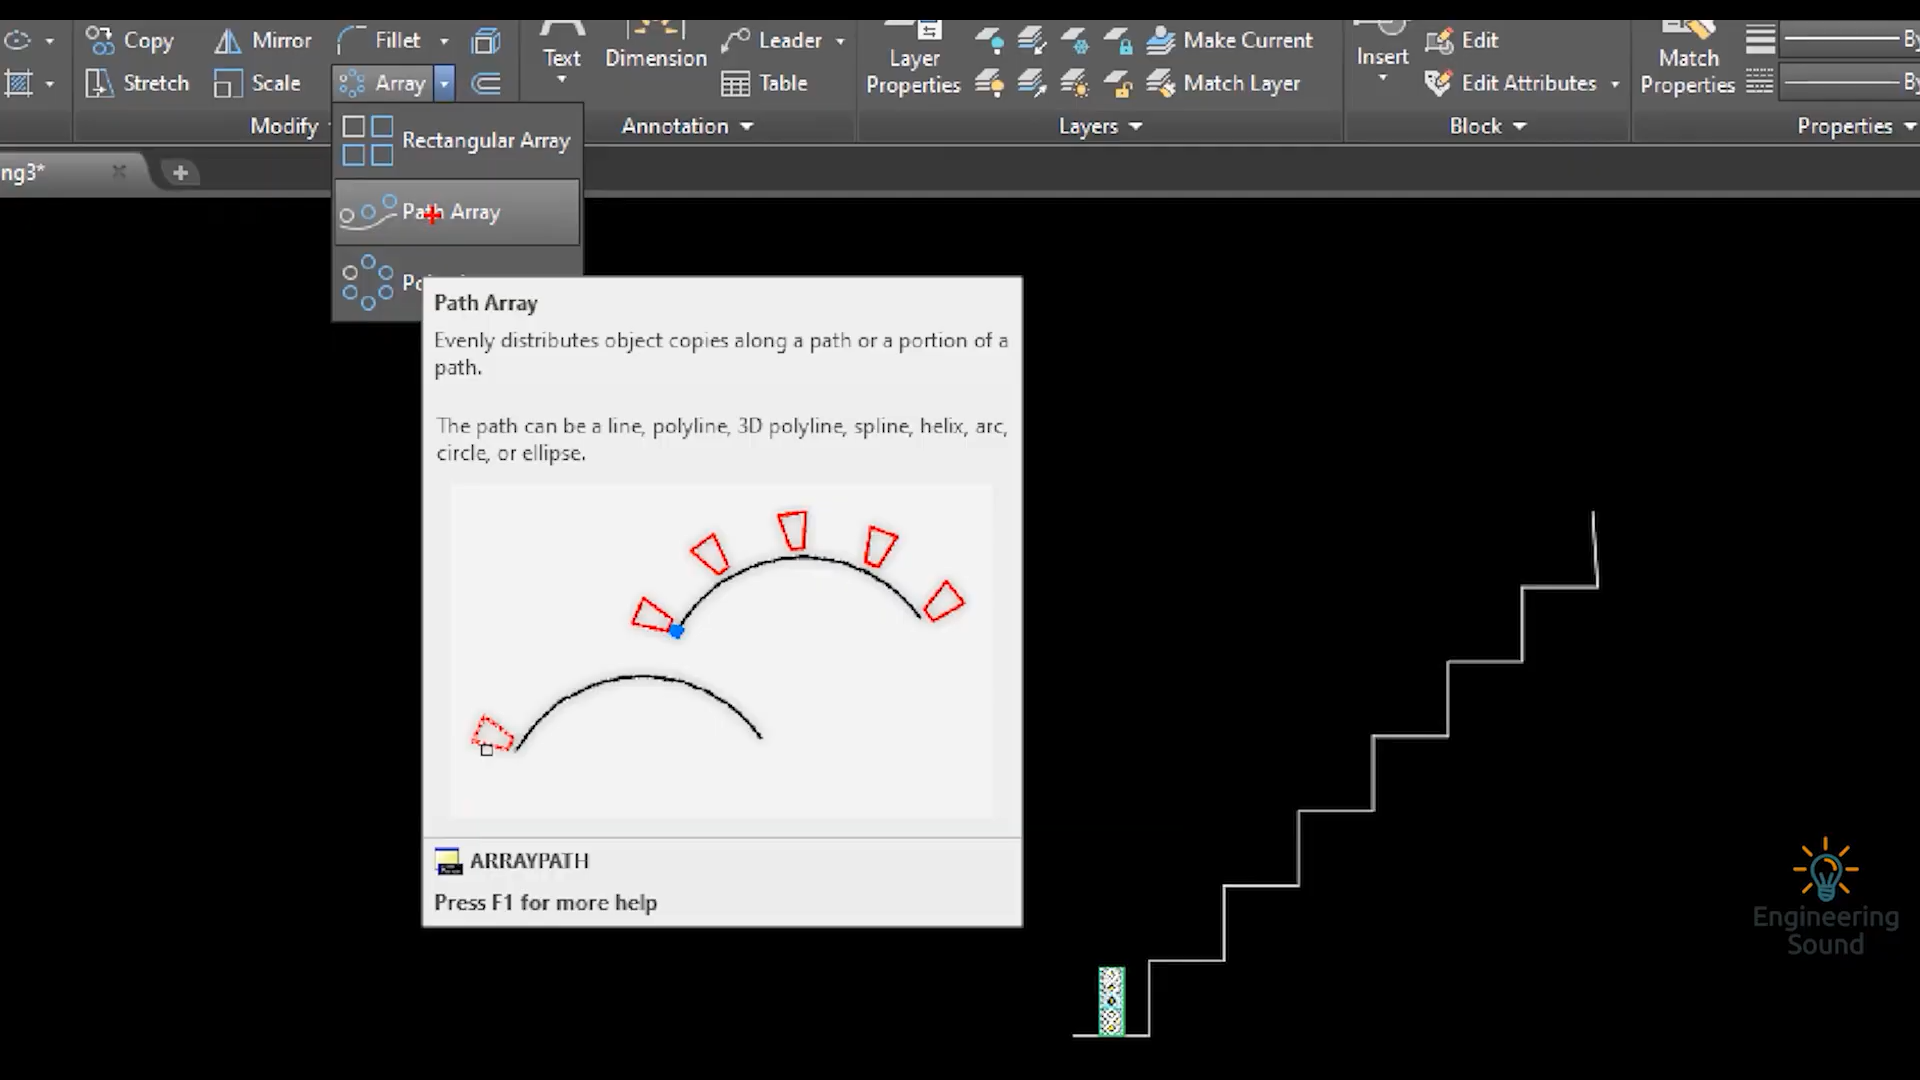 Copy
Mirror
Fillet
Text
Dimension
Leader
Layer
Properties
Make Current
Insert
Edit
Match
Properties
Stretch
Scale
Array
Table
Match Layer
Edit Attributes
Modify
Annotation
Layers
Block
Properties
ng3*
Rectangular Array
Path Array
Path Array
Evenly distributes object copies along a path or a portion of a
path.
The path can be a line, polyline, 3D polyline, spline, helix, arc,
circle, or ellipse.
ARRAYPATH
Press F1 for more help
Engineering
Sound